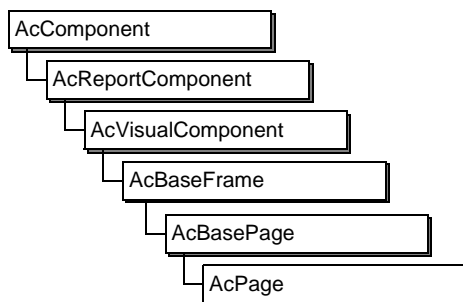 AcComponent
AcReportComponent
AcVisualComponent
AcBaseFrame
AcBasePage
AcPage